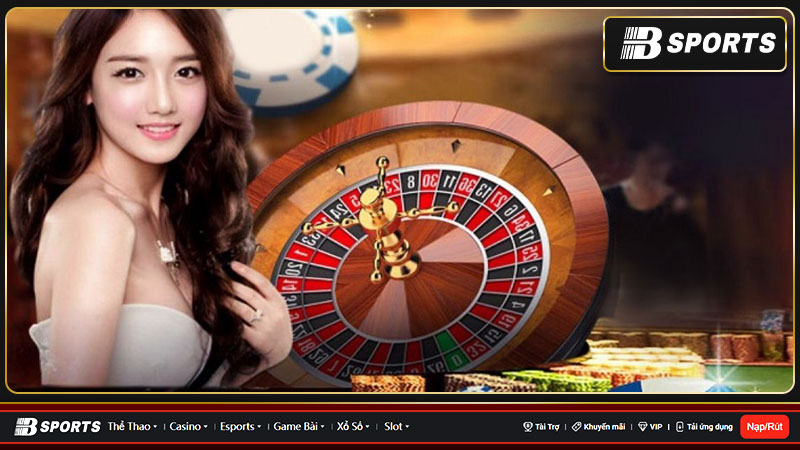 B SPORTS
B SPORTS Thể Thao Casino Esports Game Bài Xổ Số Slot Tài Trợ Khuyến mãi VIP Tải ứng dụng Nạp/Rút